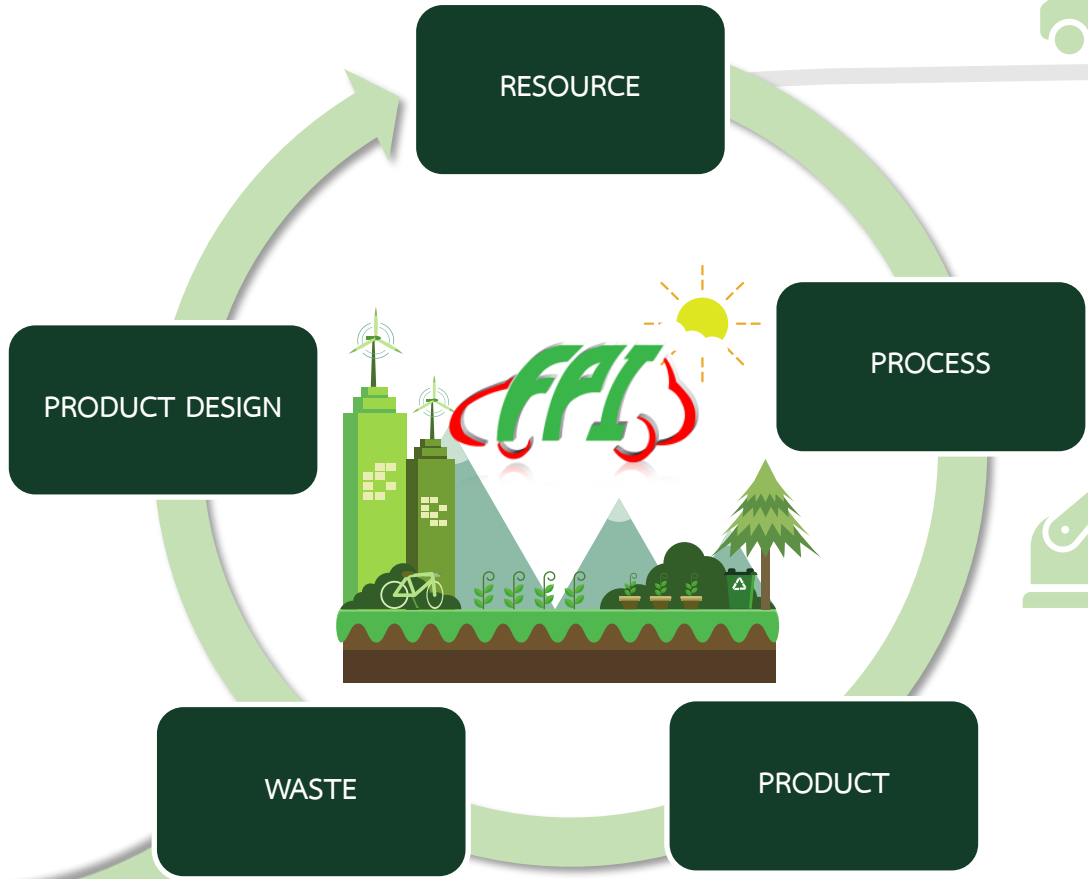 RESOURCE
PROCESS
PRODUCT DESIGN
FPI
WASTE
PRODUCT